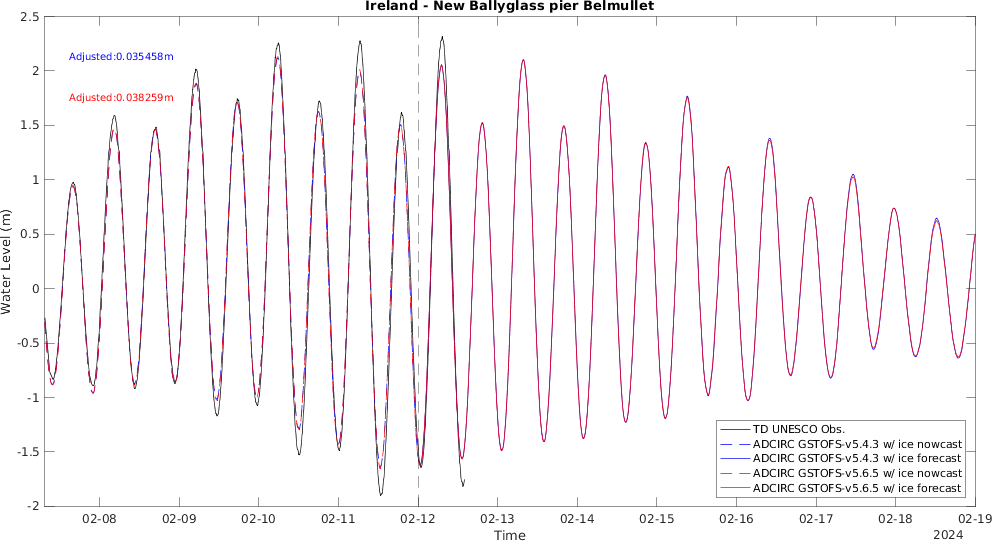 Ireland - New Ballyglass pier Belmullet
Adjusted:0.035458m
Adjusted:0.038259m
Water Level (m)
2.5
2
1.5
1
0.5
0
-0.5
-1
-1.5
-2
TD UNESCO Obs.
ADCIRC GSTOFS-v5.4.3 w/ ice nowcast
ADCIRC GSTOFS-v5.4.3 w/ ice forecast
ADCIRC GSTOFS-v5.6.5 w/ ice nowcast
ADCIRC GSTOFS-v5.6.5 w/ ice forecast
02-08 02-09 02-10 02-11 02-12 02-13 02-14 02-15 02-16 02-17 02-18 02-19
Time
2024